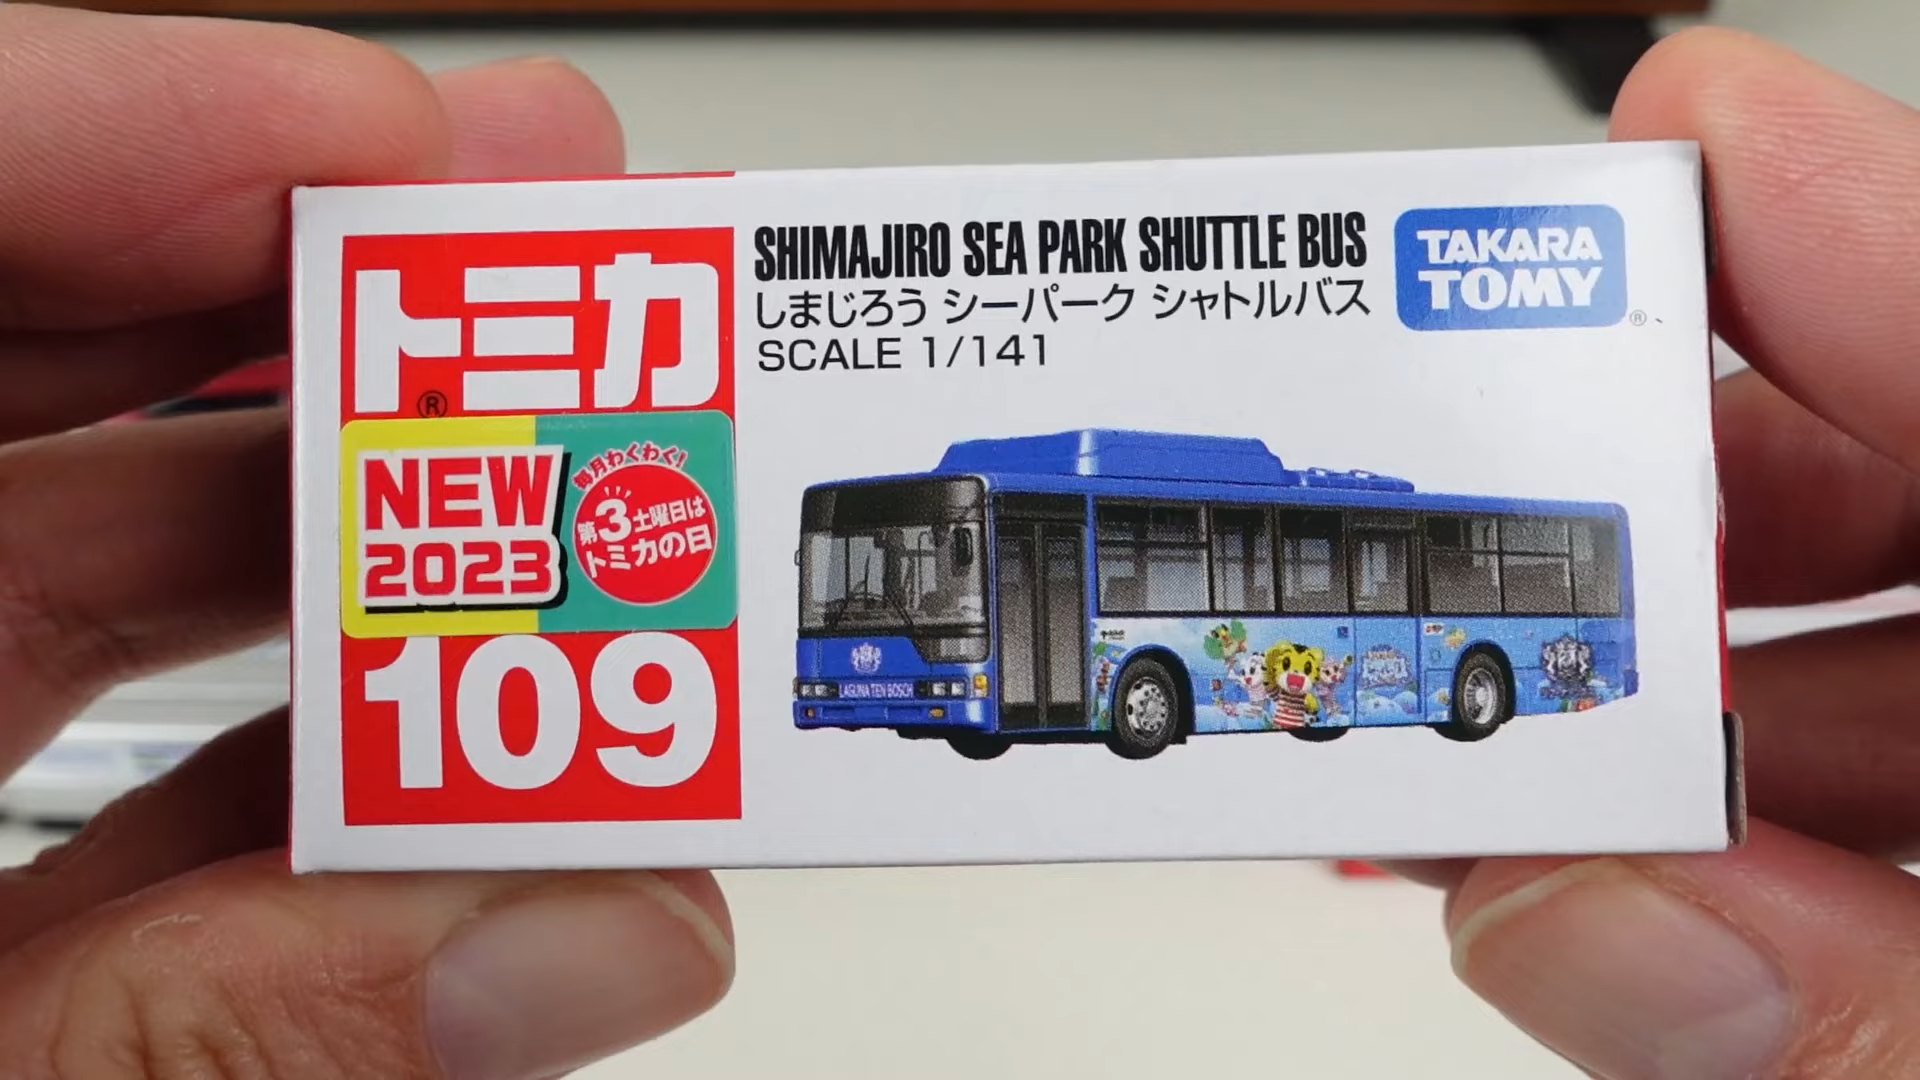 トミカ
®
NEW
2023
毎月わくわく!
第3土曜日は
トミカの日
109
SHIMAJIRO SEA PARK SHUTTLE BUS
しまじろう シーパーク シャトルバス
SCALE 1/141
TAKARA
TOMY
®
LAGUNA TEN BOSCH